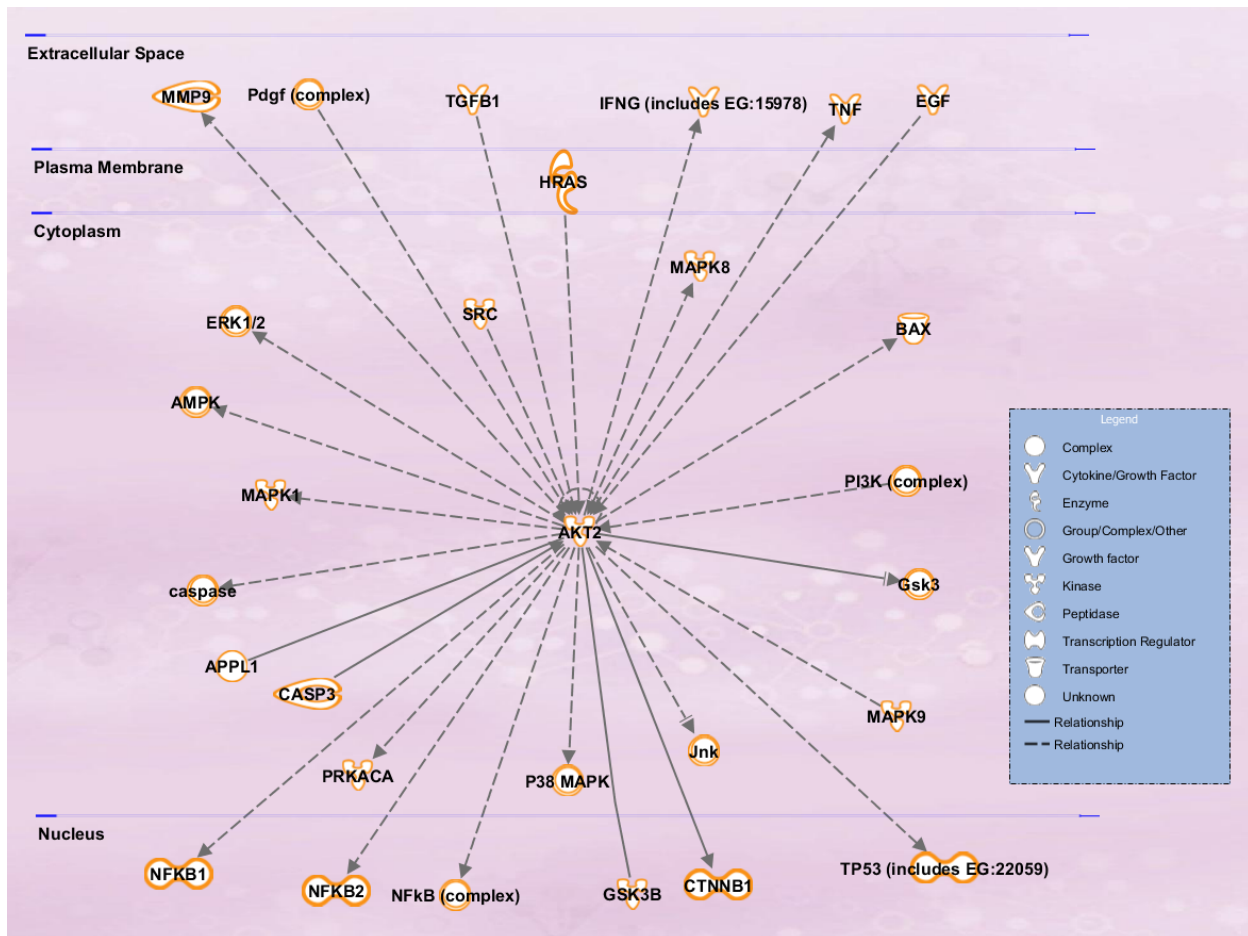 Extracellular Space
MMP9
Pdgf (complex)
TGFB1
IFNG (includes EG:15978)
TNF
EGF
Plasma Membrane
HRAS
Cytoplasm
MAPK8
SRC
ERK1/2
BAX
AMPK
Legend
Complex
Cytokine/Growth Factor
Enzyme
Group/Complex/Other
Growth factor
Kinase
Peptidase
Transcription Regulator
Transporter
Unknown
Relationship
Relationship
PI3K (complex)
MAPK1
AKT2
caspase
Gsk3
APPL1
CASP3
MAPK9
Jnk
PRKACA
P38 MAPK
Nucleus
NFKB1
NFKB2
NFkB (complex)
GSK3B
CTNNB1
TP53 (includes EG:22059)